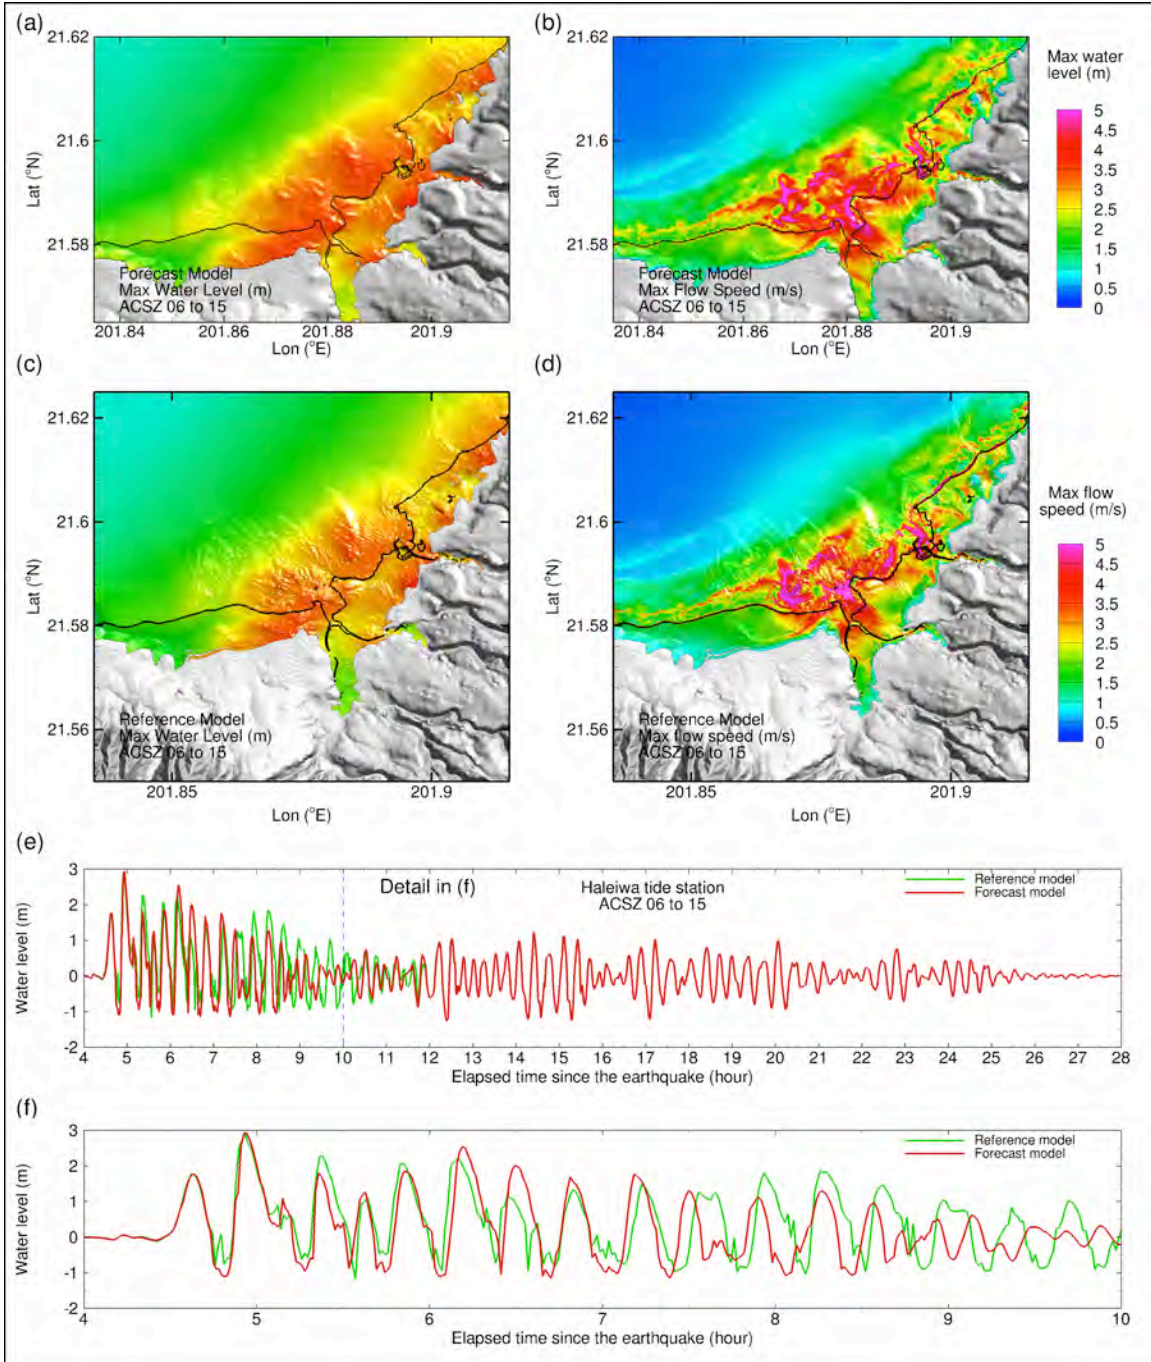 (a)
(b)
21.62
21.6
21.58
Lat (°N)
201.84
201.86
201.88
201.9
Lon (°E)
Forecast Model
Max Water Level (m)
ACSZ 06 to 15
21.62
21.6
21.58
Lat (°N)
201.84
201.86
201.88
201.9
Lon (°E)
Forecast Model
Max Flow Speed (m/s)
ACSZ 06 to 15
Max water
level (m)
5
4.5
4
3.5
3
2.5
2
1.5
1
0.5
0
(c)
(d)
21.62
21.6
21.58
21.56
Lat (°N)
201.85
201.9
Lon (°E)
Reference Model
Max Water Level (m)
ACSZ 06 to 15
21.62
21.6
21.58
21.56
Lat (°N)
201.85
201.9
Lon (°E)
Reference Model
Max flow speed (m/s)
ACSZ 06 to 15
Max flow
speed (m/s)
5
4.5
4
3.5
3
2.5
2
1.5
1
0.5
0
(e)
Water level (m)
3
2
1
0
-1
-2
Detail in (f)
Haleiwa tide station
ACSZ 06 to 15
Reference model
Forecast model
4 5 6 7 8 9 10 11 12 13 14 15 16 17 18 19 20 21 22 23 24 25 26 27 28
Elapsed time since the earthquake (hour)
(f)
Water level (m)
3
2
1
0
-1
-2
Reference model
Forecast model
4 5 6 7 8 9 10
Elapsed time since the earthquake (hour)